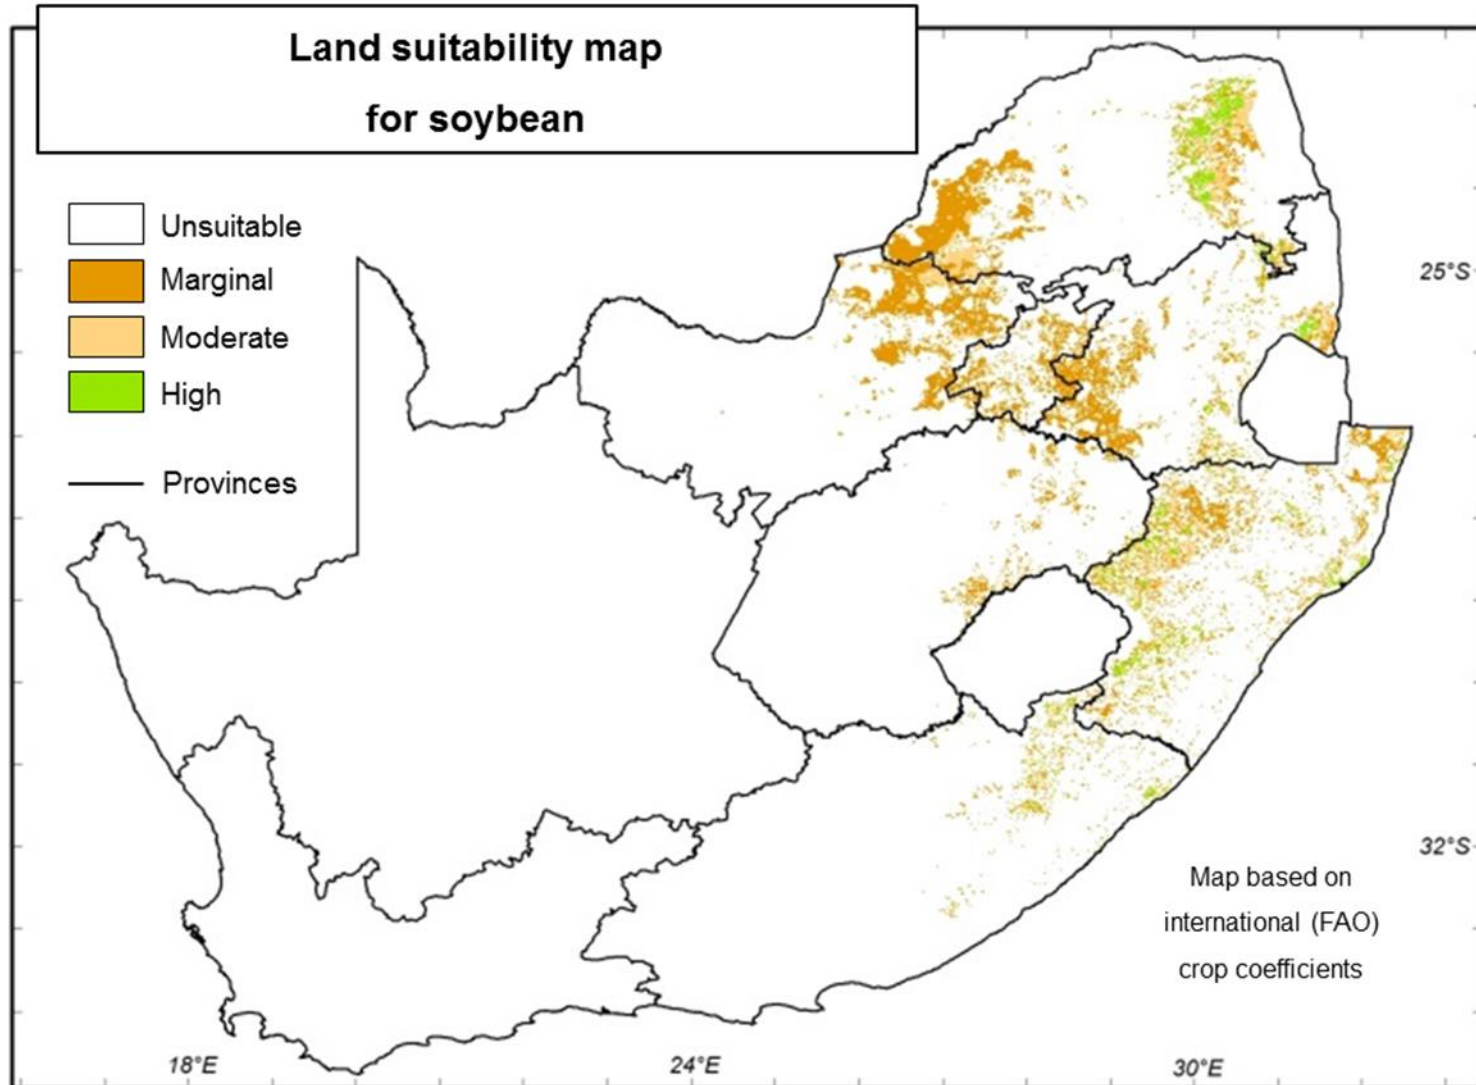 Land suitability map
for soybean
Unsuitable
Marginal
Moderate
High
Provinces
25°S
32°S
Map based on
international (FAO)
crop coefficients
18°E
24°E
30°E